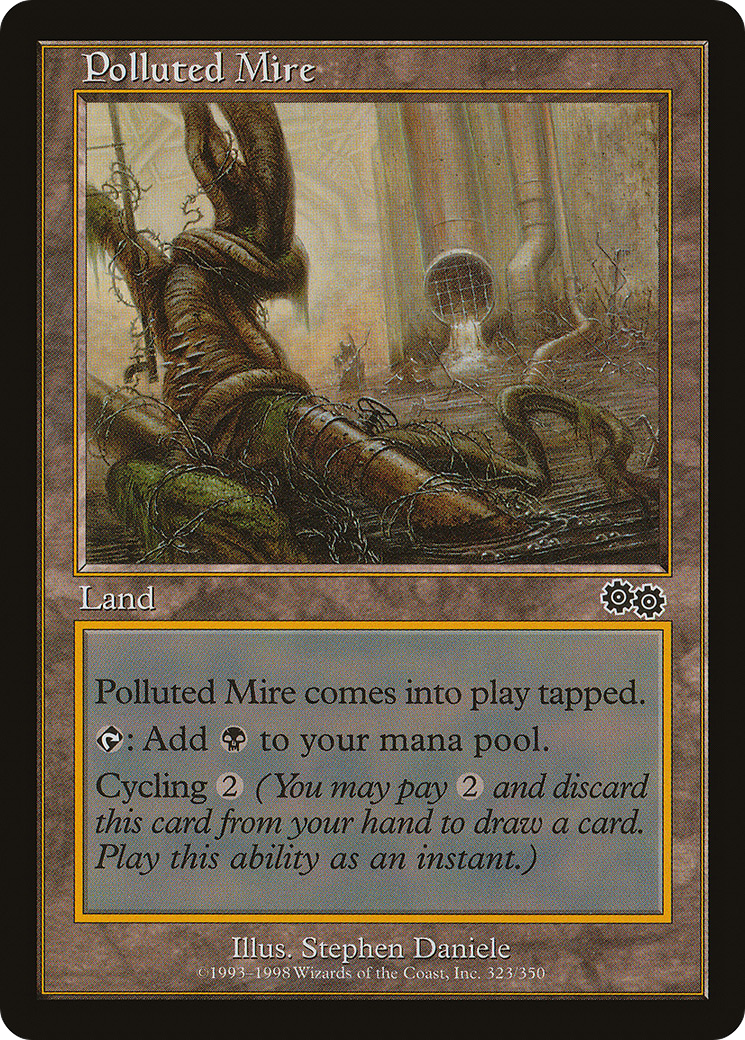 Polluted Mire
Land
Polluted Mire comes into play tapped.
: Add to your mana pool.
Cycling 2 (You may pay 2 and discard
this card from your hand to draw a card.
Play this ability as an instant.)
Illus. Stephen Daniele
©1993–1998 Wizards of the Coast, Inc. 323/350